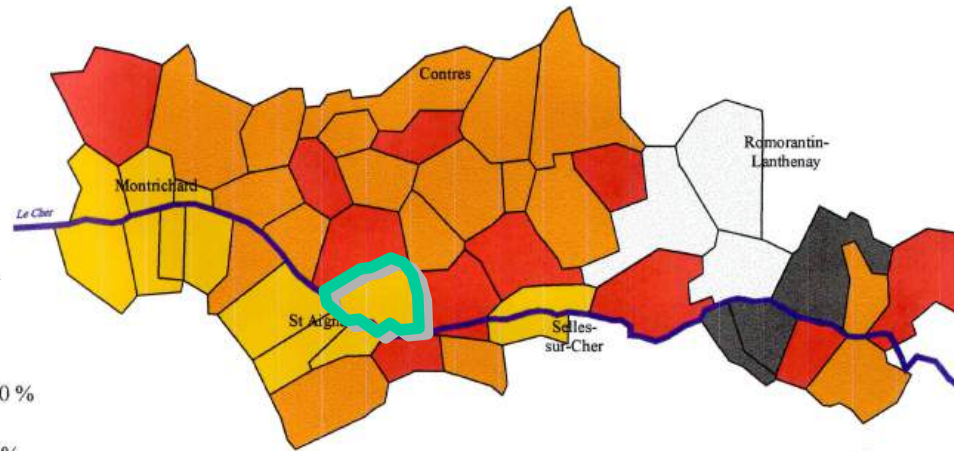 Contres
Romorantin-
Lanthenay
Montrichard
Le Cher
St Aign
Selles-
sur-Cher
0 %
%